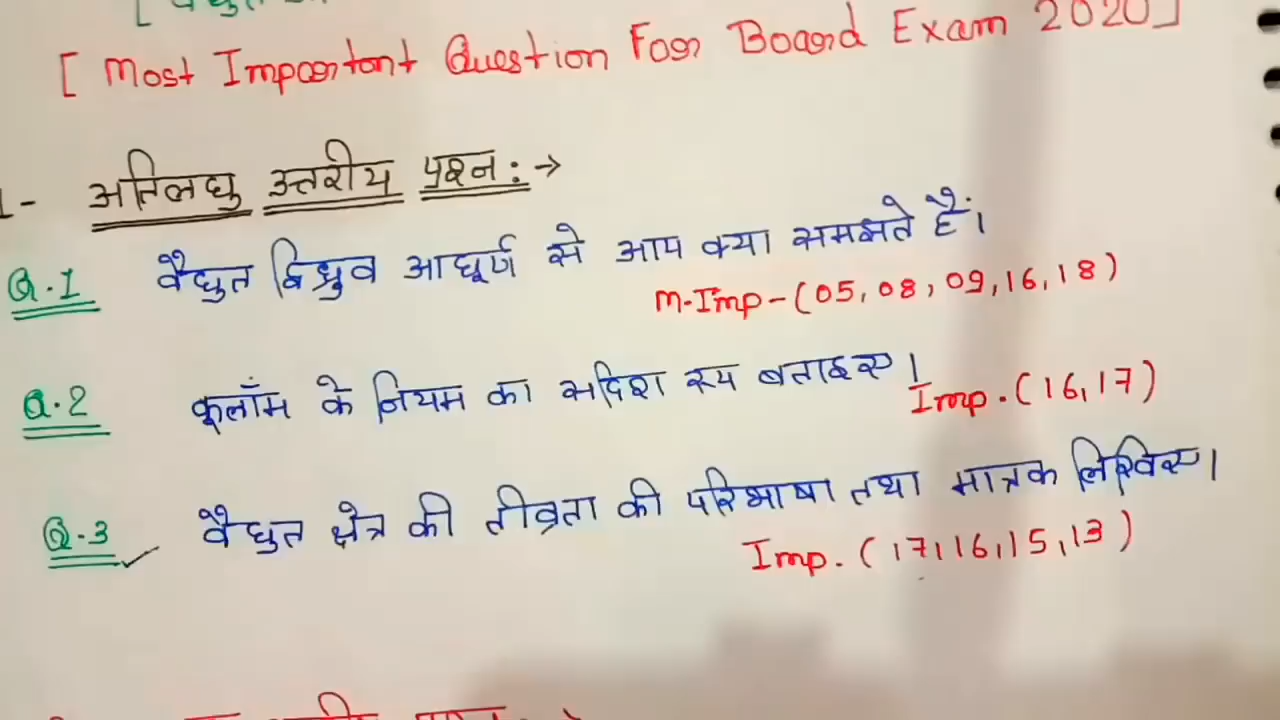 [ Most Important Question For Board Exam 2020]
1- अतिलघु उत्तरीय प्रश्न :→
Q.1 वैधुत द्विध्रुव आघूर्ण से आप क्या समझते हैं।
M.Imp-(05,08,09,16,18)
Q.2 कूलॉम के नियम का सदिश रूप बताइए।
Imp.(16,17)
Q.3 वैधुत क्षेत्र की तीव्रता की परिभाषा तथा मात्रक लिखिए।
Imp.(17,16,15,13)